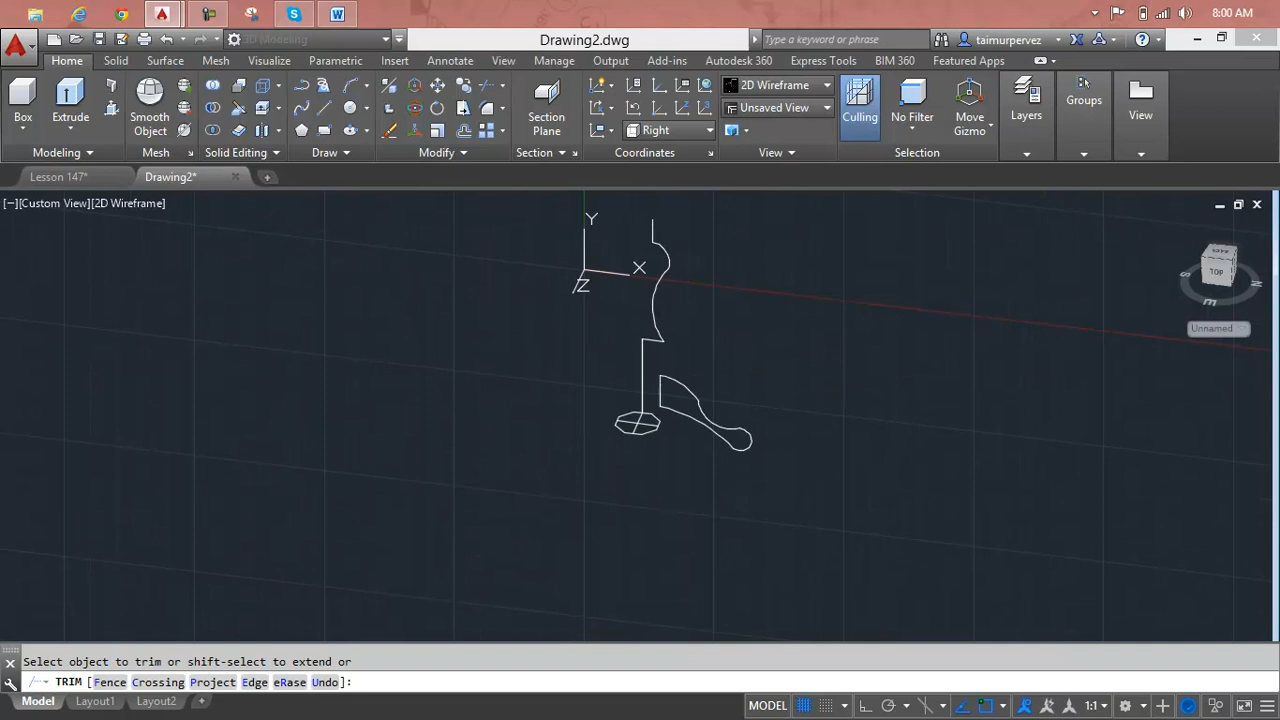 8:00 AM
3D Modeling
Drawing2.dwg
Type a keyword or phrase
taimurpervez
Home
Solid
Surface
Mesh
Visualize
Parametric
Insert
Annotate
View
Manage
Output
Add-ins
Autodesk 360
Express Tools
BIM 360
Featured Apps
Box
Extrude
Smooth Object
Section Plane
2D Wireframe
Unsaved View
Right
Culling
No Filter
Move Gizmo
Layers
Groups
View
Modeling
Mesh
Solid Editing
Draw
Modify
Section
Coordinates
View
Selection
Lesson 147*
Drawing2*
[−][Custom View][2D Wireframe]
Y
X
Z
TOP
S
N
E
Unnamed
Select object to trim or shift-select to extend or
TRIM [Fence Crossing Project Edge eRase Undo]:
Model
Layout1
Layout2
MODEL
1:1